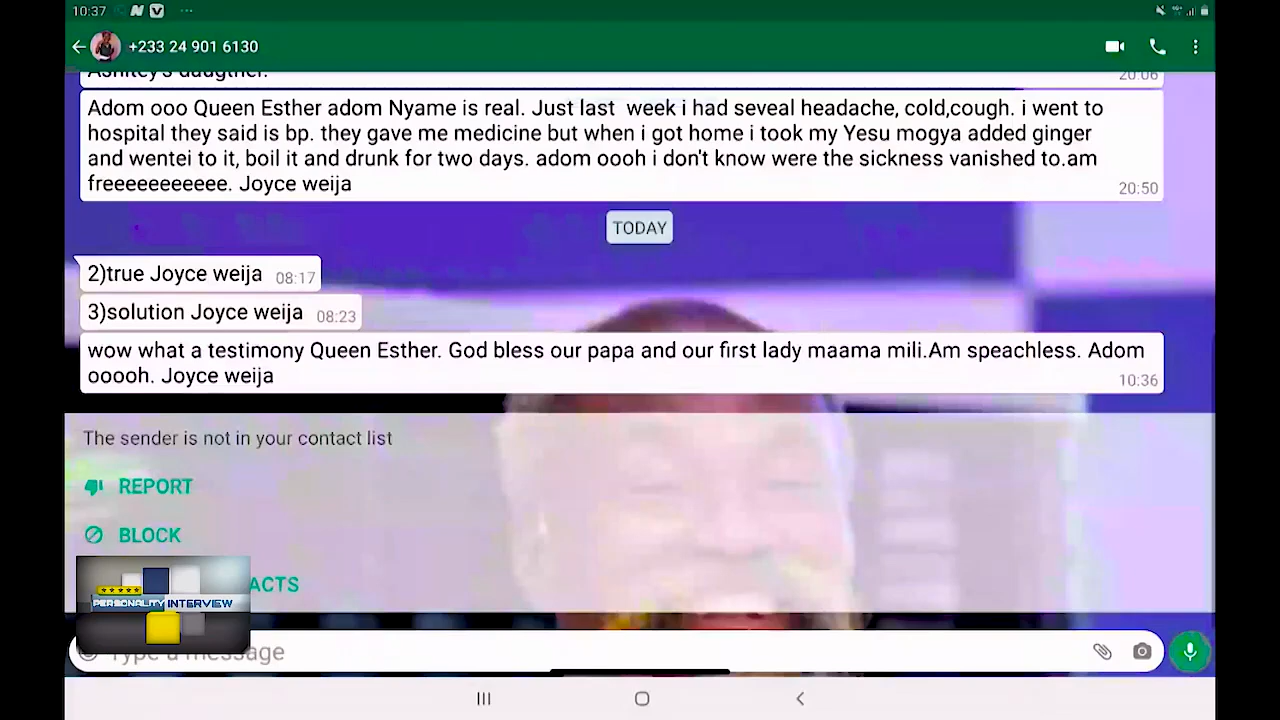 10:37
+233 24 901 6130
Ashitey's daugther.
20:06
Adom ooo Queen Esther adom Nyame is real. Just last week i had seveal headache, cold,cough. i went to
hospital they said is bp. they gave me medicine but when i got home i took my Yesu mogya added ginger
and wentei to it, boil it and drunk for two days. adom oooh i don't know were the sickness vanished to.am
freeeeeeeeeee. Joyce weija
20:50
TODAY
2)true Joyce weija 08:17
3)solution Joyce weija 08:23
wow what a testimony Queen Esther. God bless our papa and our first lady maama mili.Am speachless. Adom
ooooh. Joyce weija
10:36
The sender is not in your contact list
REPORT
BLOCK
ACTS
PERSONALITY INTERVIEW
Type a message